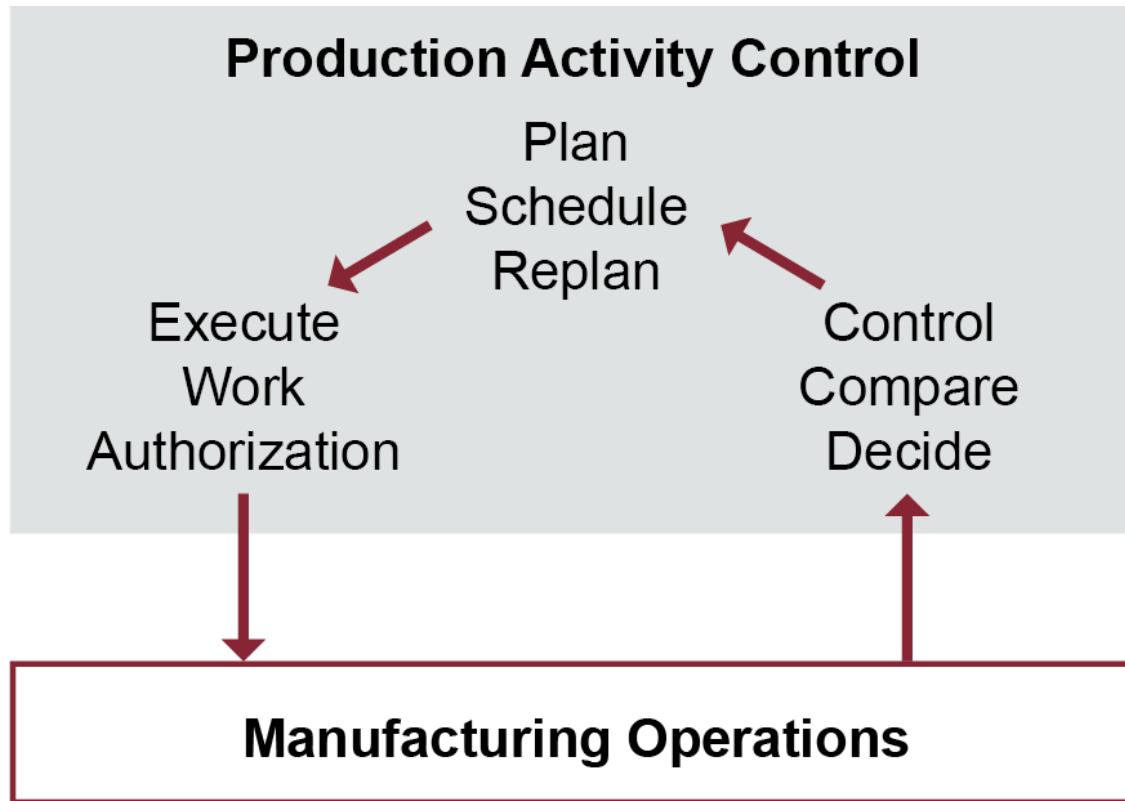 Production Activity Control
Plan
Schedule
Replan
Execute
Work
Authorization
Control
Compare
Decide
Manufacturing Operations